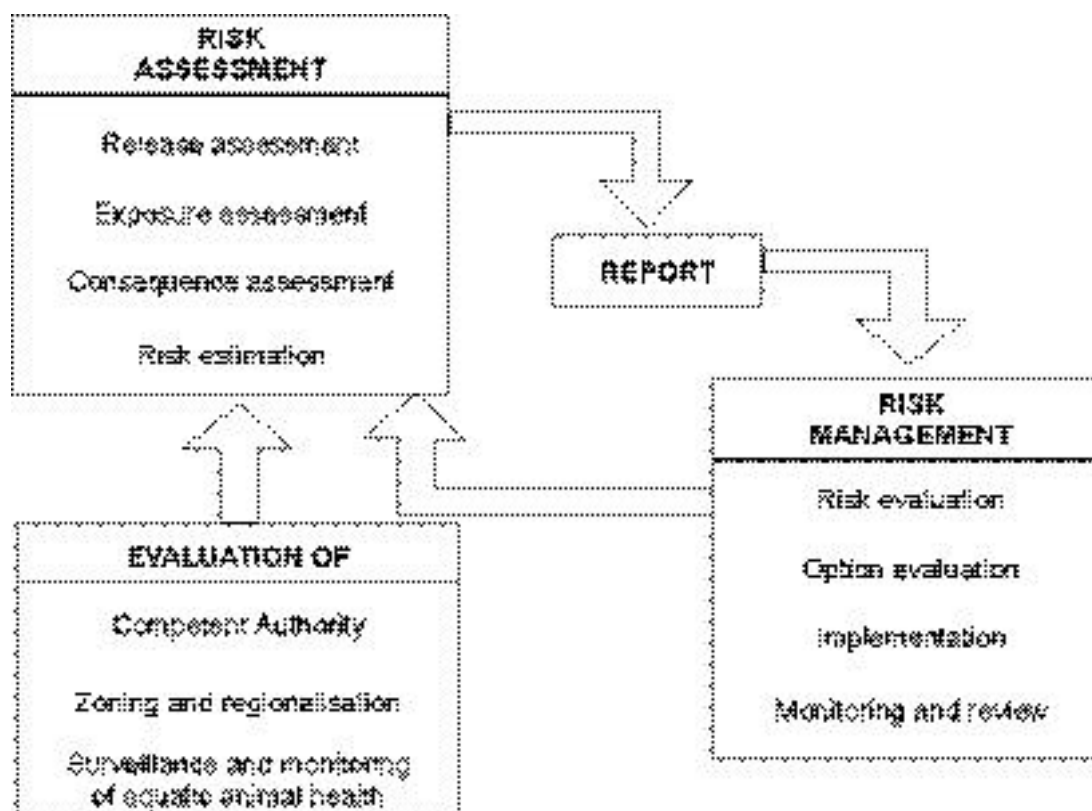 RISK
ASSESSMENT
Release assessment
Exposure assessment
Consequence assessment
Risk estimation
REPORT
RISK
MANAGEMENT
Risk evaluation
Option evaluation
Implementation
Monitoring and review
EVALUATION OF
Competent Authority
Zoning and regionalisation
Surveillance and monitoring
of aquatic animal health